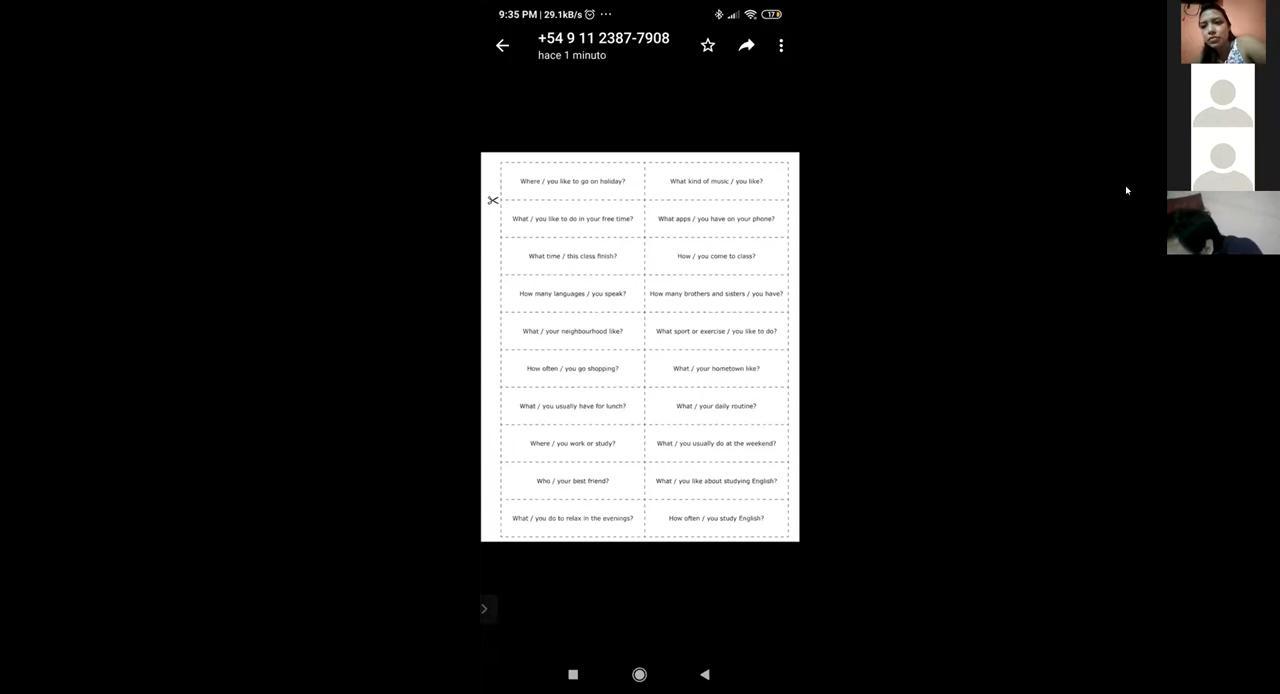 9:35 PM | 29.1kB/s ...
17
+54 9 11 2387-7908
hace 1 minuto
Where / you like to go on holiday?
What kind of music / you like?
What / you like to do in your free time?
What apps / you have on your phone?
What time / this class finish?
How / you come to class?
How many languages / you speak?
How many brothers and sisters / you have?
What / your neighbourhood like?
What sport or exercise / you like to do?
How often / you go shopping?
What / your hometown like?
What / you usually have for lunch?
What / your daily routine?
Where / you work or study?
What / you usually do at the weekend?
Who / your best friend?
What / you like about studying English?
What / you do to relax in the evenings?
How often / you study English?